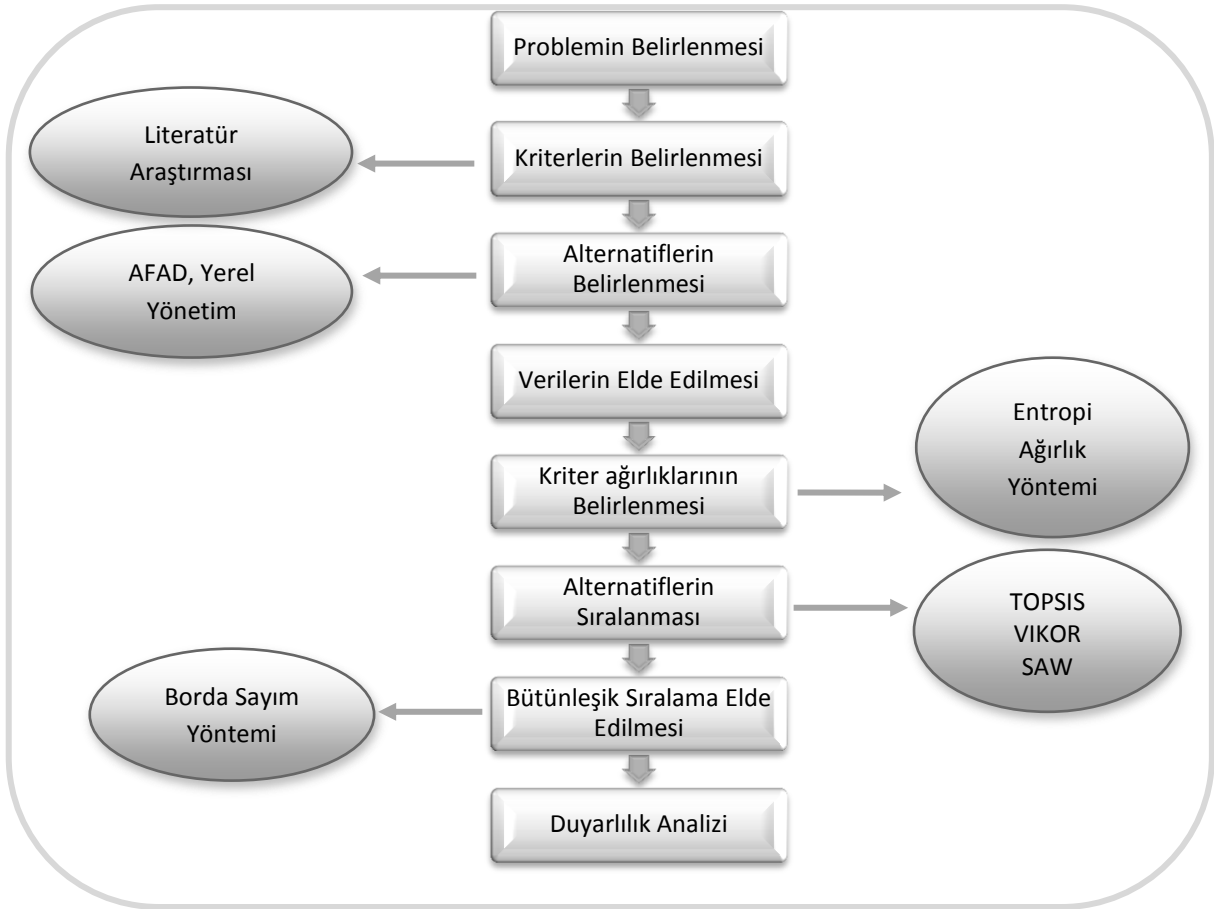 Problemin Belirlenmesi
Literatür
Araştırması
Kriterlerin Belirlenmesi
AFAD, Yerel
Yönetim
Alternatiflerin
Belirlenmesi
Verilerin Elde Edilmesi
Entropi
Ağırlık
Yöntemi
Kriter ağırlıklarının
Belirlenmesi
Alternatiflerin
Sıralanması
TOPSIS
VIKOR
SAW
Borda Sayım
Yöntemi
Bütünleşik Sıralama Elde
Edilmesi
Duyarlılık Analizi